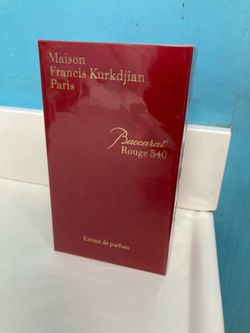 Maison
Francis Kurkdjian
Paris
Baccarat
Rouge 540
Extrait de parfum